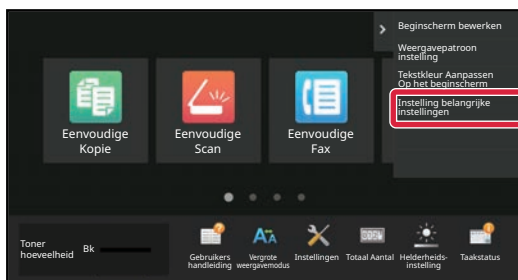 Beginscherm bewerken
Weergavepatroon
instelling
Tekstkleur Aanpassen
Op het beginscherm
Instelling belangrijke
instellingen
Eenvoudige
Kopie
Eenvoudige
Scan
Eenvoudige
Fax
Toner
hoeveelheid
Bk
Gebruikers
handleiding
Vergrote
weergavemodus
Instellingen
Totaal Aantal
Helderheids-
instelling
Taakstatus